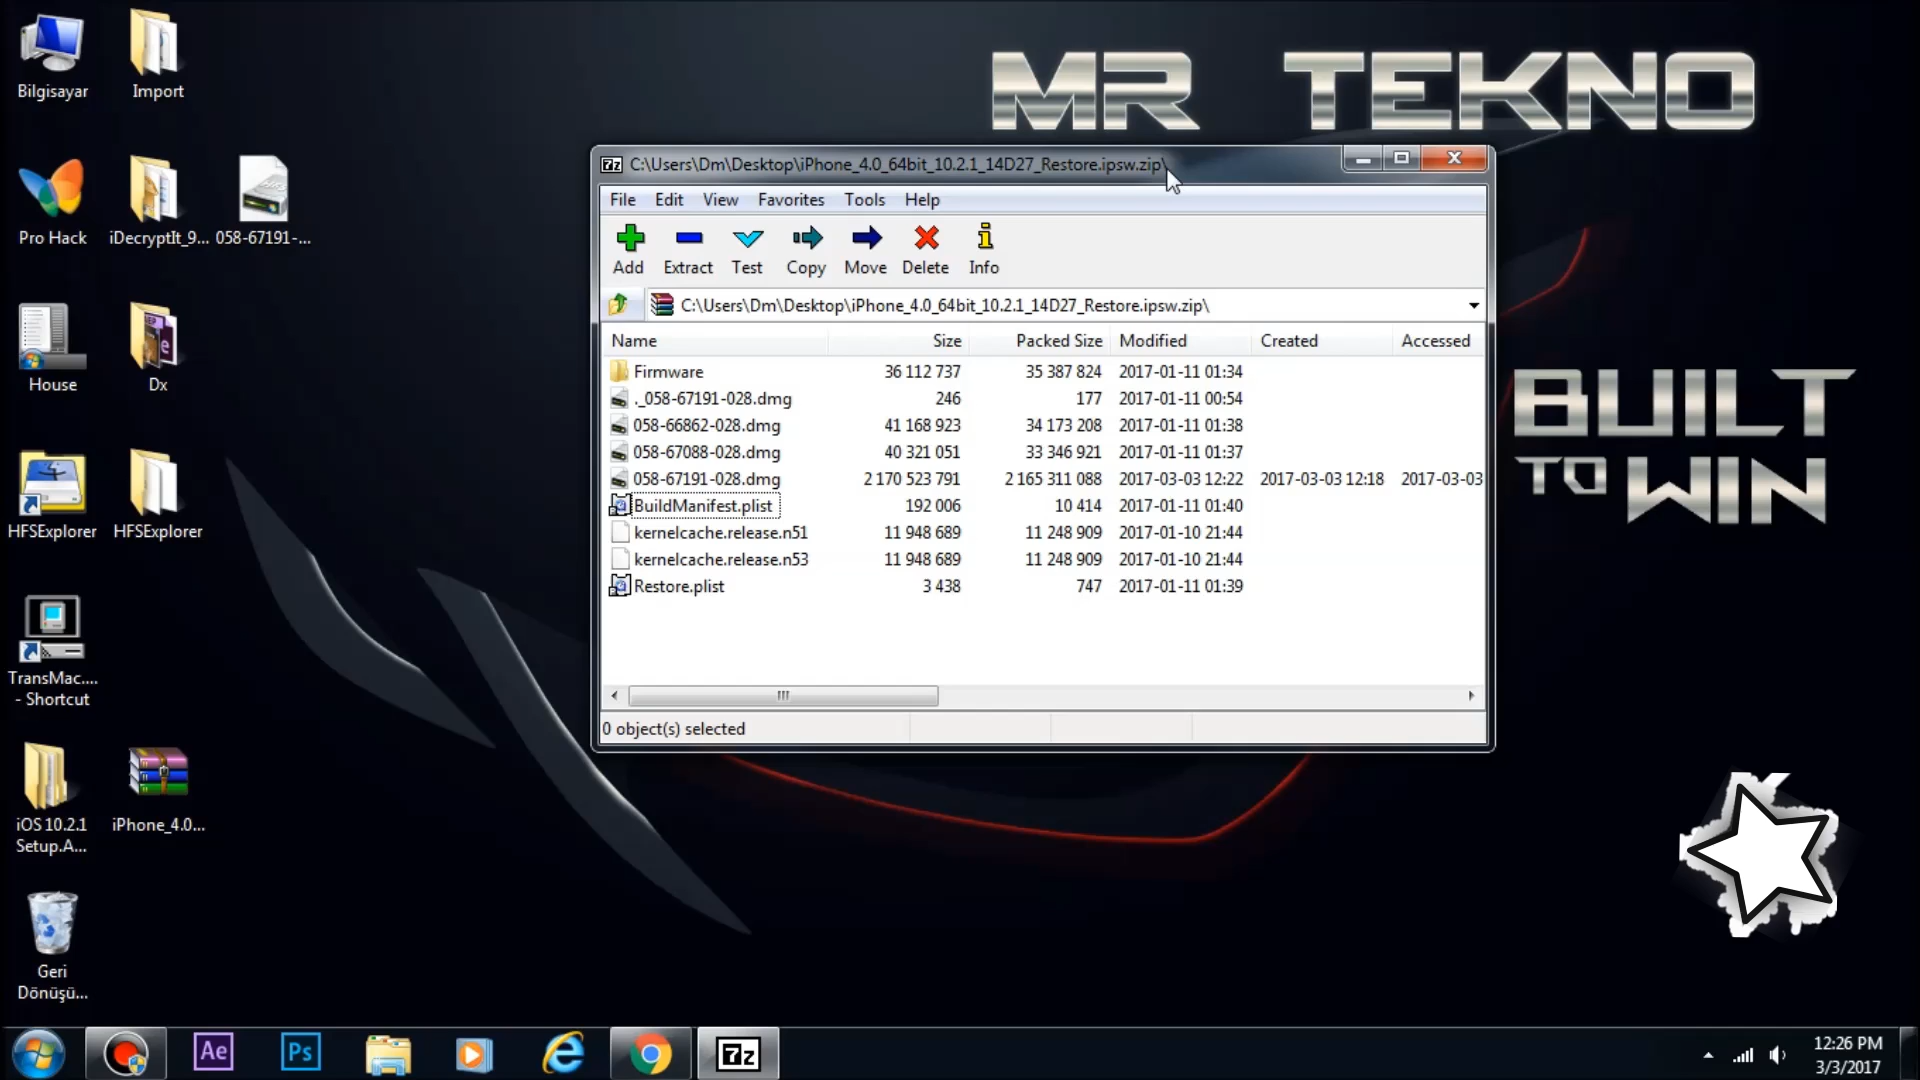 Bilgisayar
Import
MR TEKNO
Pro Hack
iDecryptIt_9...
058-67191-...
House
Dx
BUILT
TO WIN
HFSExplorer
HFSExplorer
TransMac....
- Shortcut
iOS 10.2.1
Setup.A...
iPhone_4.0...
Geri
Dönüşü...
7z C:\Users\Dm\Desktop\iPhone_4.0_64bit_10.2.1_14D27_Restore.ipsw.zip\
File Edit View Favorites Tools Help
Add Extract Test Copy Move Delete Info
C:\Users\Dm\Desktop\iPhone_4.0_64bit_10.2.1_14D27_Restore.ipsw.zip\
Name Size Packed Size Modified Created Accessed
Firmware 36 112 737 35 387 824 2017-01-11 01:34
._058-67191-028.dmg 246 177 2017-01-11 00:54
058-66862-028.dmg 41 168 923 34 173 208 2017-01-11 01:38
058-67088-028.dmg 40 321 051 33 346 921 2017-01-11 01:37
058-67191-028.dmg 2 170 523 791 2 165 311 088 2017-03-03 12:22 2017-03-03 12:18 2017-03-03
BuildManifest.plist 192 006 10 414 2017-01-11 01:40
kernelcache.release.n51 11 948 689 11 248 909 2017-01-10 21:44
kernelcache.release.n53 11 948 689 11 248 909 2017-01-10 21:44
Restore.plist 3 438 747 2017-01-11 01:39
0 object(s) selected
Ae Ps 7z
12:26 PM
3/3/2017